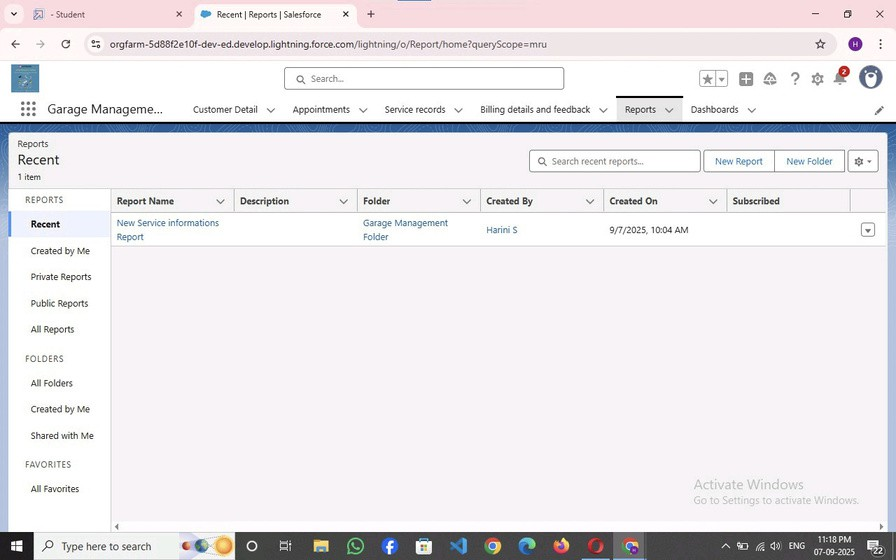 - Student
Recent | Reports | Salesforce
orgfarm-5d88f2e10f-dev-ed.develop.lightning.force.com/lightning/o/Report/home?queryScope=mru
H
Search...
2
Garage Manageme...
Customer Detail
Appointments
Service records
Billing details and feedback
Reports
Dashboards
Reports
Recent
1 item
Search recent reports...
New Report
New Folder
REPORTS
Recent
Created by Me
Private Reports
Public Reports
All Reports
FOLDERS
All Folders
Created by Me
Shared with Me
FAVORITES
All Favorites
Report Name
Description
Folder
Created By
Created On
Subscribed
New Service informations
Report
Garage Management
Folder
Harini S
9/7/2025, 10:04 AM
Activate Windows
Go to Settings to activate Windows.
Type here to search
ENG
11:18 PM
07-09-2025
22